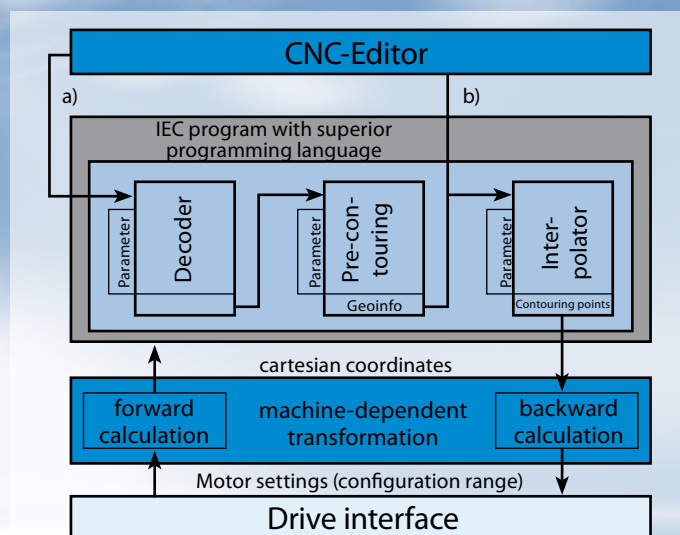 CNC-Editor
a)
b)
IEC program with superior
programming language
Parameter
Decoder
Parameter
Pre-con-
touring
Geoinfo
Parameter
Inter-
polator
Contouring points
cartesian coordinates
forward
calculation
machine-dependent
transformation
backward
calculation
Motor settings (configuration range)
Drive interface